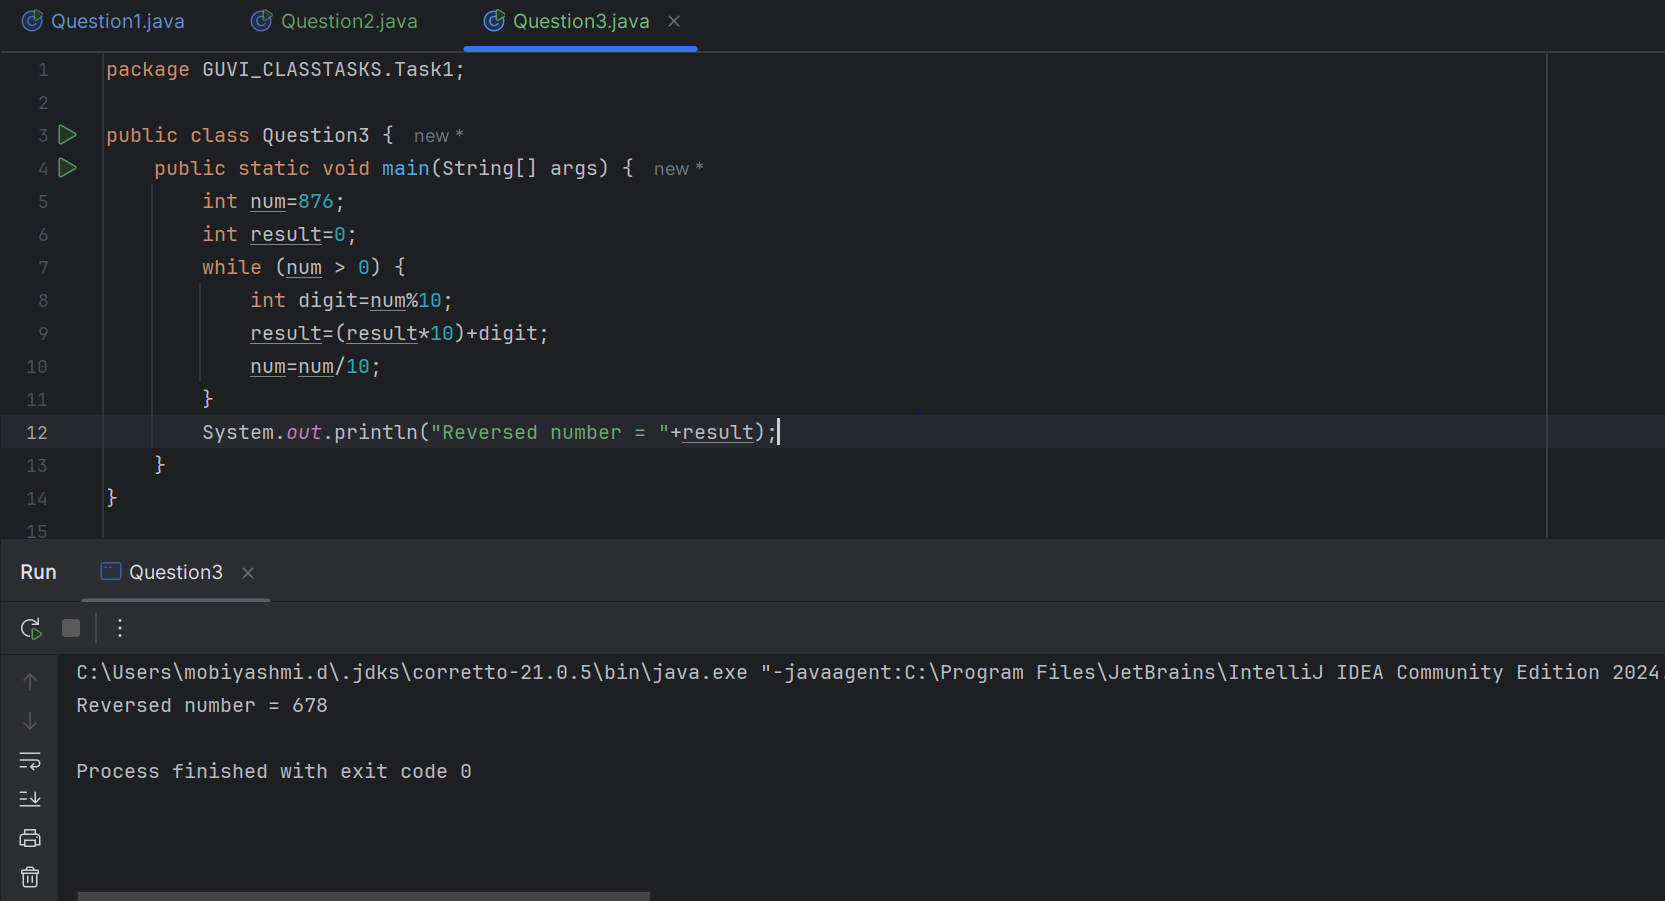 Question1.java Question2.java Question3.java
1 package GUVI_CLASSTASKS.Task1;
2
3 public class Question3 { new *
4 public static void main(String[] args) { new *
5 int num=876;
6 int result=0;
7 while (num > 0) {
8 int digit=num%10;
9 result=(result*10)+digit;
10 num=num/10;
11 }
12 System.out.println("Reversed number = "+result);
13 }
14 }
15
Run Question3
C:\Users\mobiyashmi.d\.jdks\corretto-21.0.5\bin\java.exe "-javaagent:C:\Program Files\JetBrains\IntelliJ IDEA Community Edition 2024.
Reversed number = 678
Process finished with exit code 0